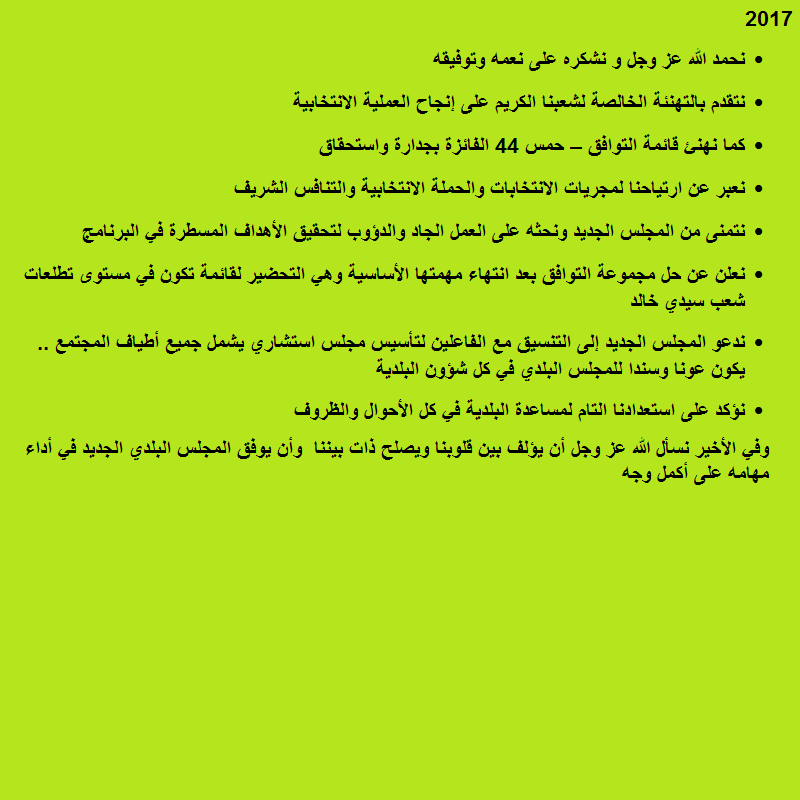 2017
• نحمد الله عز وجل و نشكره على نعمه وتوفيقه
• نتقدم بالتهنئة الخالصة لشعبنا الكريم على إنجاح العملية الانتخابية
• كما نهنئ قائمة التوافق – حمس 44 الفائزة بجدارة واستحقاق
• نعبر عن ارتياحنا لمجريات الانتخابات والحملة الانتخابية والتنافس الشريف
• نتمنى من المجلس الجديد ونحثه على العمل الجاد والدؤوب لتحقيق الأهداف المسطرة في البرنامج
• نعلن عن حل مجموعة التوافق بعد انتهاء مهمتها الأساسية وهي التحضير لقائمة تكون في مستوى تطلعات
شعب سيدي خالد
• ندعو المجلس الجديد إلى التنسيق مع الفاعلين لتأسيس مجلس استشاري يشمل جميع أطياف المجتمع ..
يكون عونا وسندا للمجلس البلدي في كل شؤون البلدية
• نؤكد على استعدادنا التام لمساعدة البلدية في كل الأحوال والظروف
وفي الأخير نسأل الله عز وجل أن يؤلف بين قلوبنا ويصلح ذات بيننا  وأن يوفق المجلس البلدي الجديد في أداء
مهامه على أكمل وجه